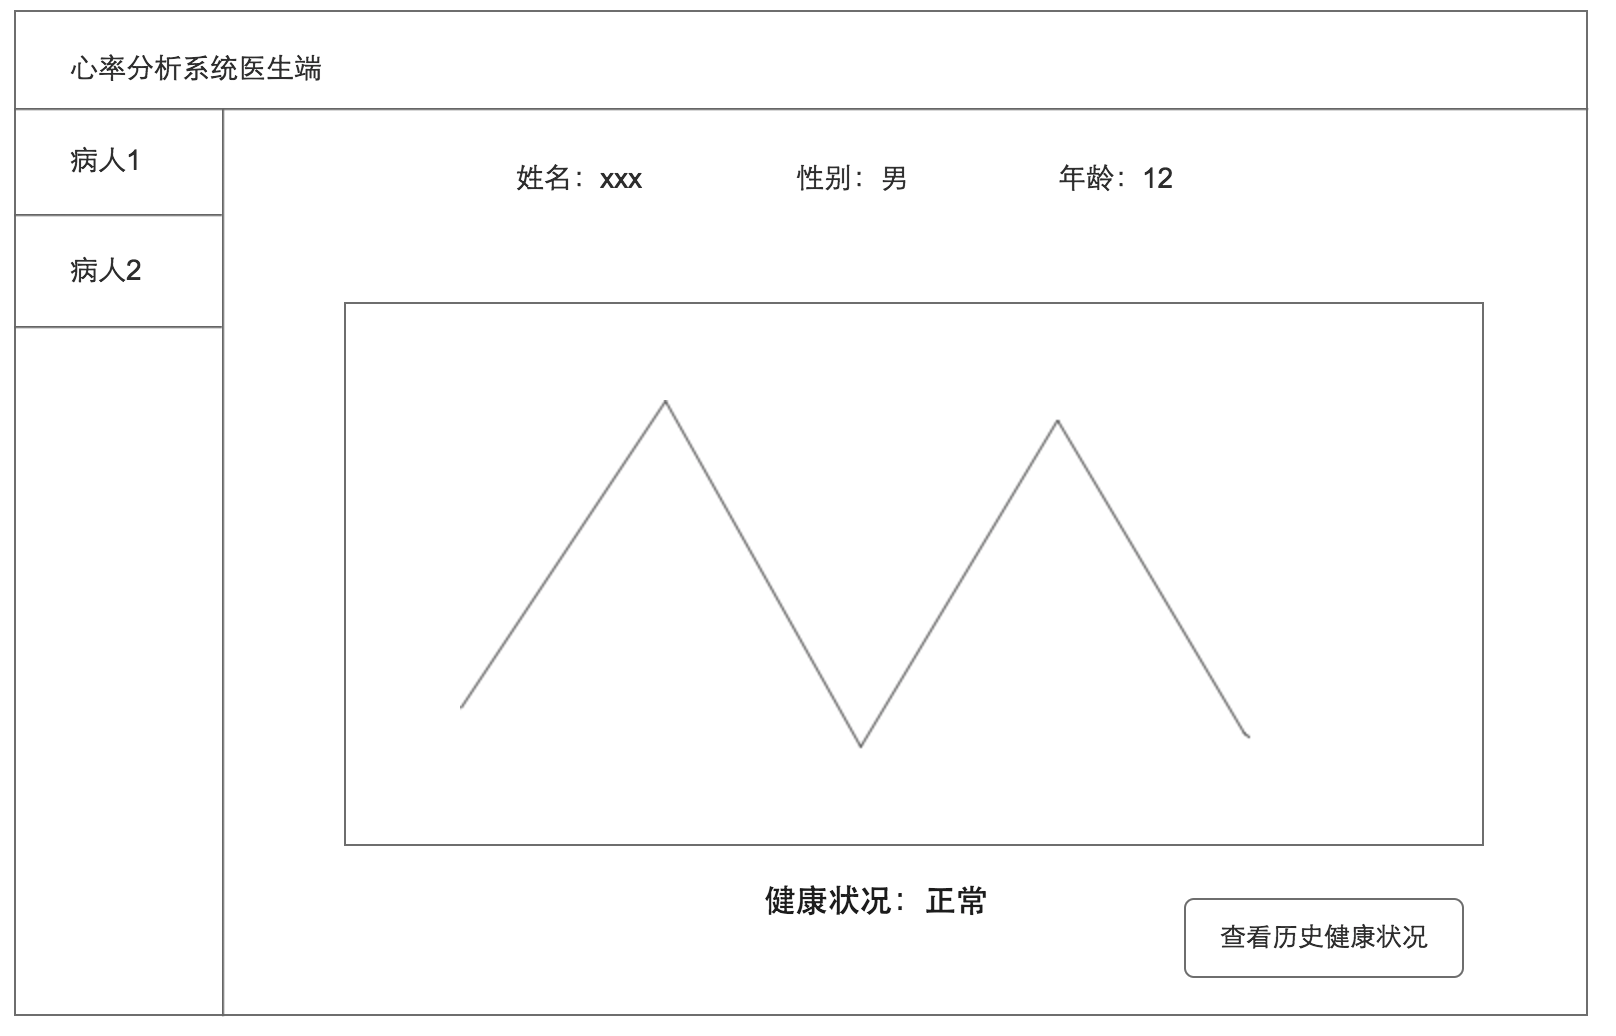 心率分析系统医生端
病人1
病人2
姓名：xxx 性别：男 年龄：12
健康状况：正常
查看历史健康状况